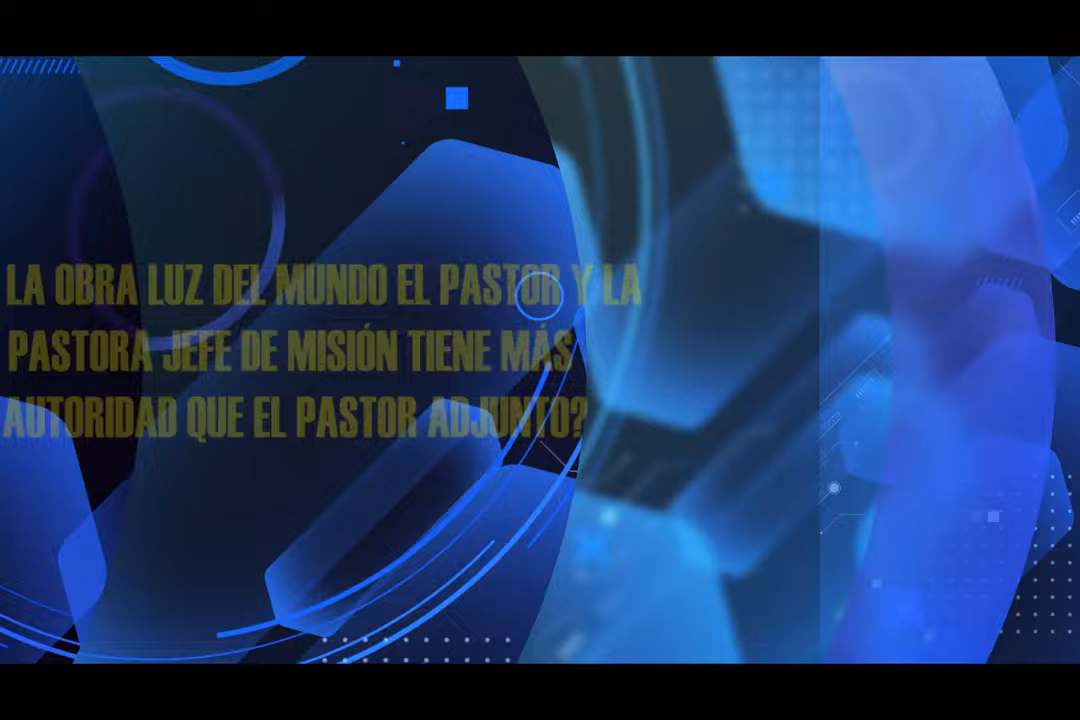 LA OBRA LUZ DEL MUNDO EL PASTOR Y LA
PASTORA JEFE DE MISIÓN TIENE MÁS
AUTORIDAD QUE EL PASTOR ADJUNTO?